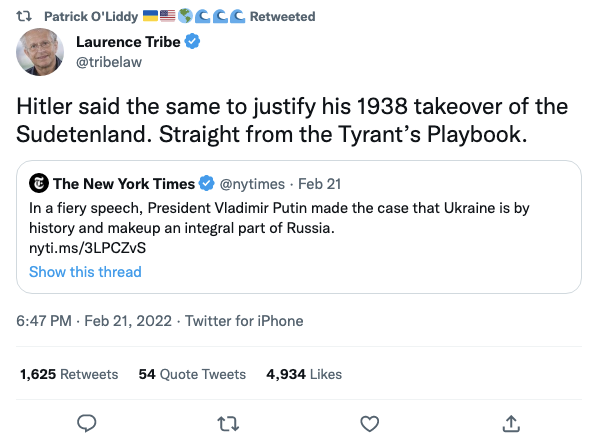 Patrick O'Liddy 🇺🇦🇺🇸🌎🌊🌊🌊 Retweeted
Laurence Tribe
@tribelaw
Hitler said the same to justify his 1938 takeover of the
Sudetenland. Straight from the Tyrant’s Playbook.
The New York Times @nytimes · Feb 21
In a fiery speech, President Vladimir Putin made the case that Ukraine is by
history and makeup an integral part of Russia.
nyti.ms/3LPCZvS
Show this thread
6:47 PM · Feb 21, 2022 · Twitter for iPhone
1,625 Retweets 54 Quote Tweets 4,934 Likes